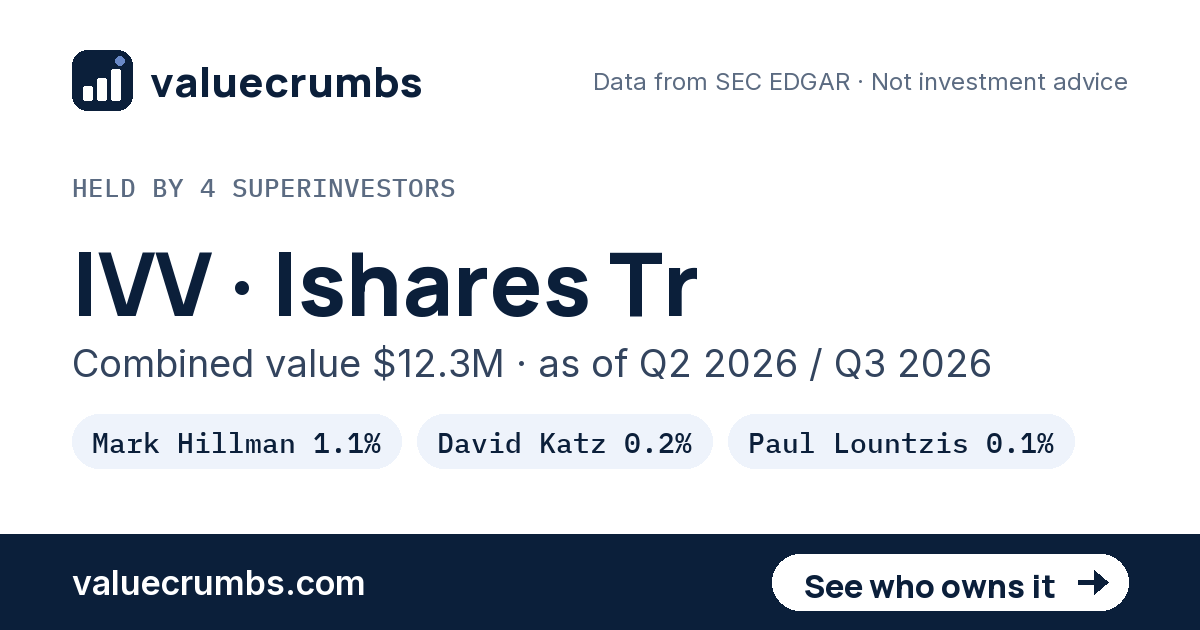 valuecrumbs
Data from SEC EDGAR · Not investment advice
HELD BY 4 SUPERINVESTORS
IVV · Ishares Tr
Combined value $12.3M · as of Q2 2026 / Q3 2026
Mark Hillman 1.1% David Katz 0.2% Paul Lountzis 0.1%
valuecrumbs.com
See who owns it →